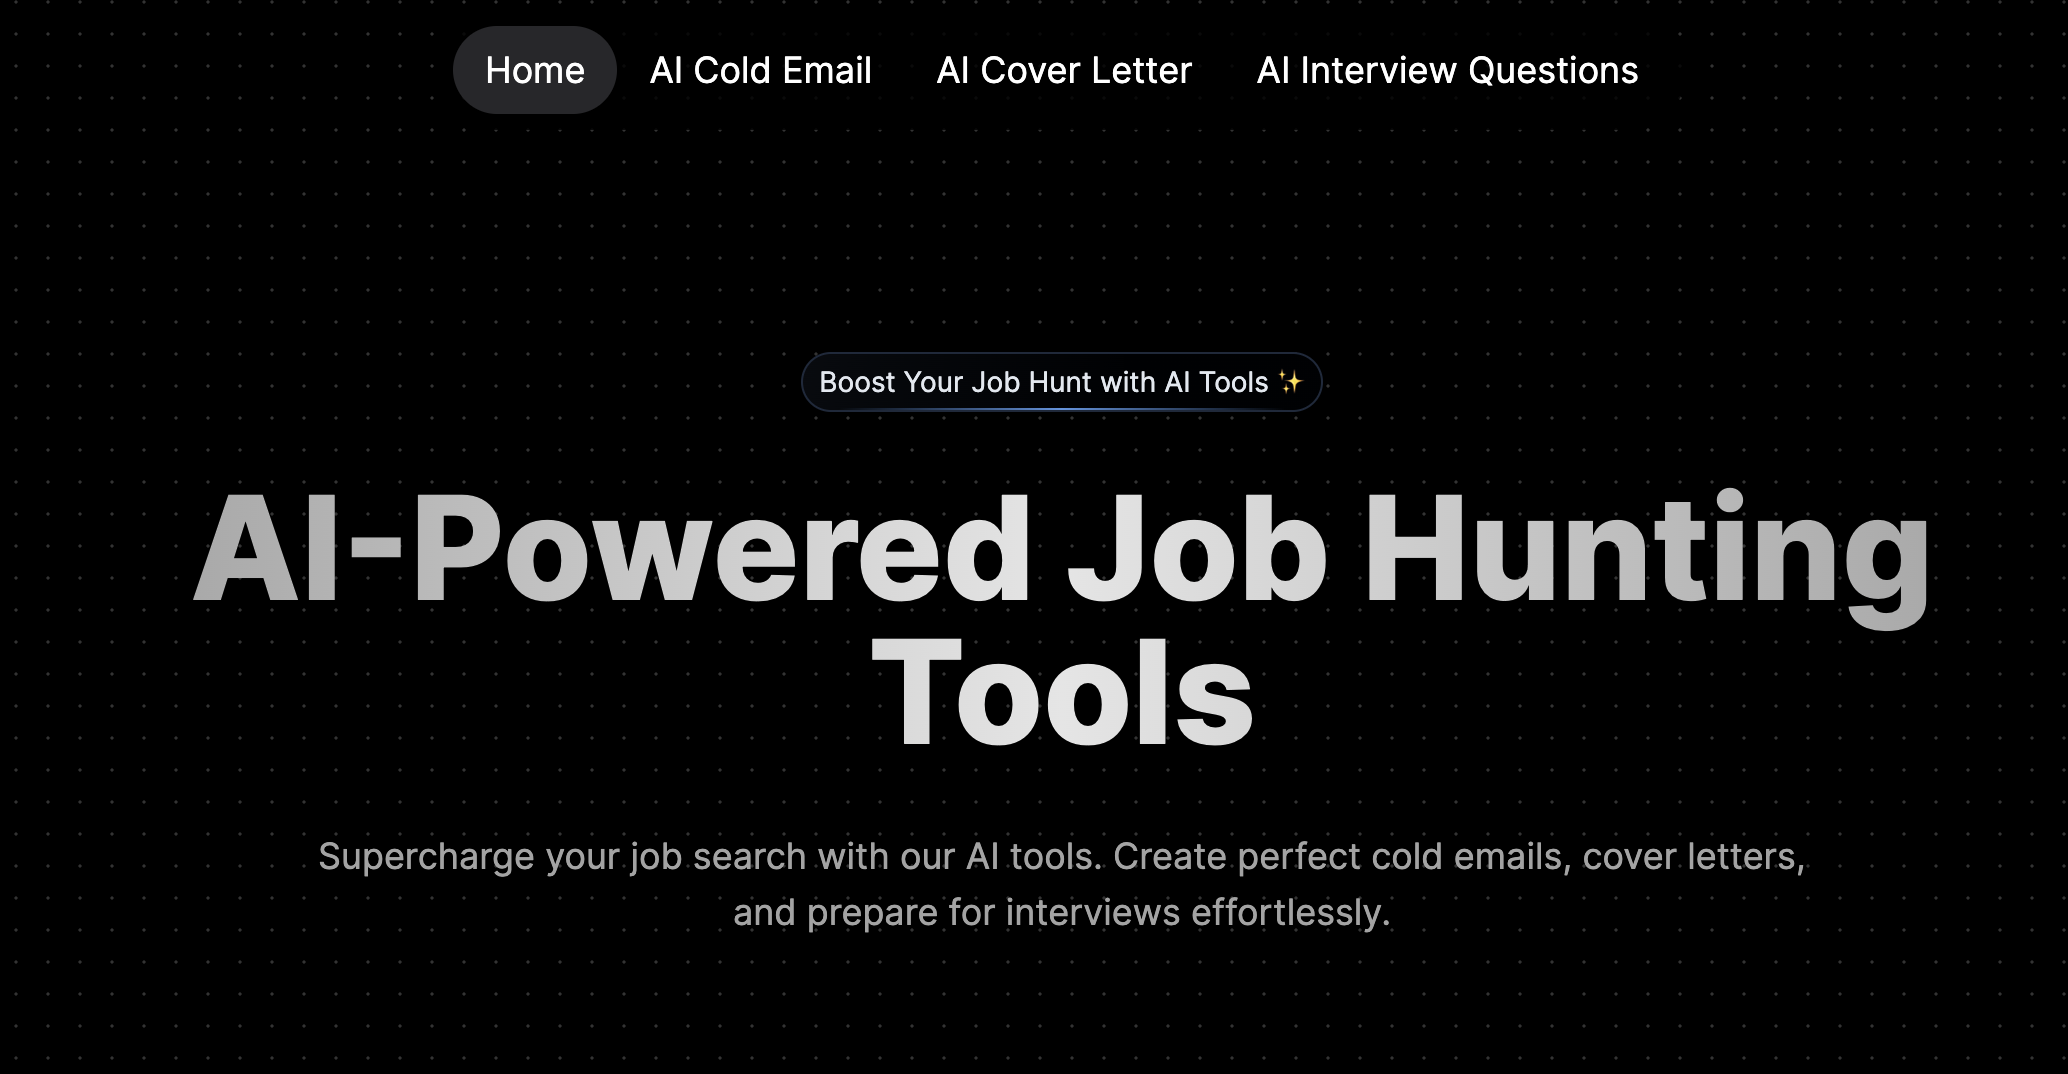 Home AI Cold Email AI Cover Letter AI Interview Questions
Boost Your Job Hunt with AI Tools ✨
AI-Powered Job Hunting
Tools
Supercharge your job search with our AI tools. Create perfect cold emails, cover letters,
and prepare for interviews effortlessly.